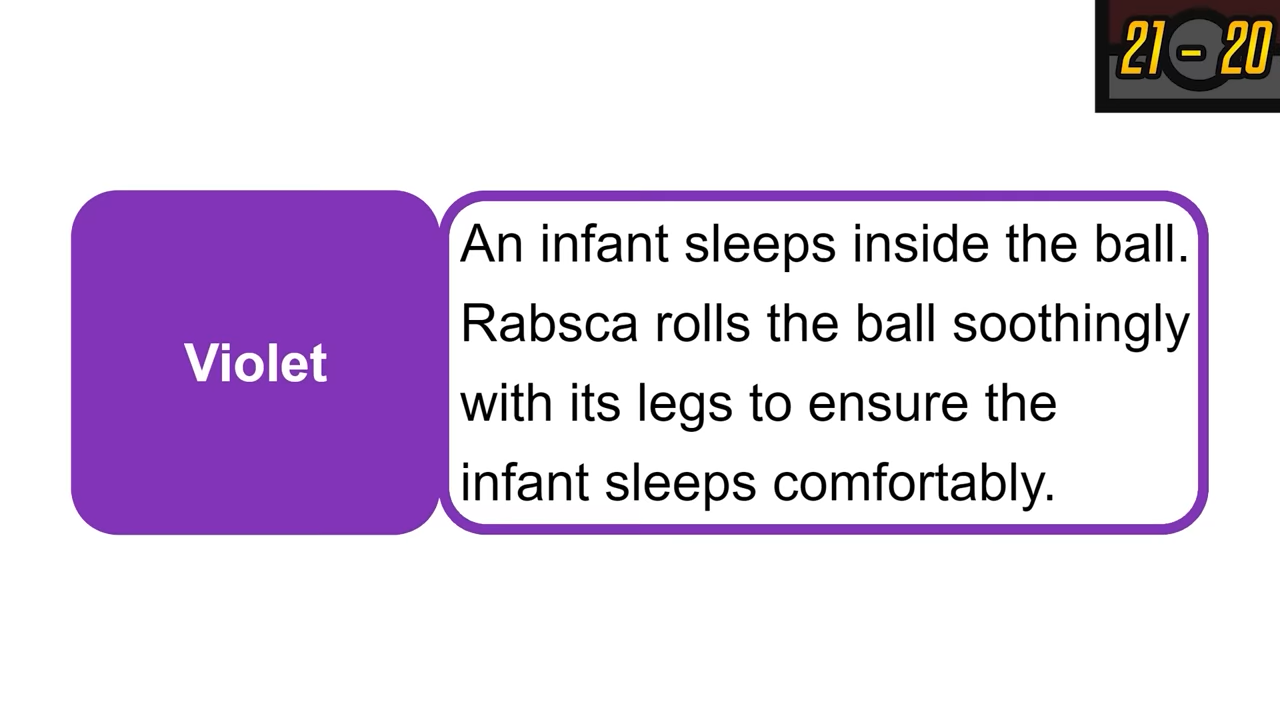 21 – 20
Violet
An infant sleeps inside the ball.
Rabsca rolls the ball soothingly
with its legs to ensure the
infant sleeps comfortably.